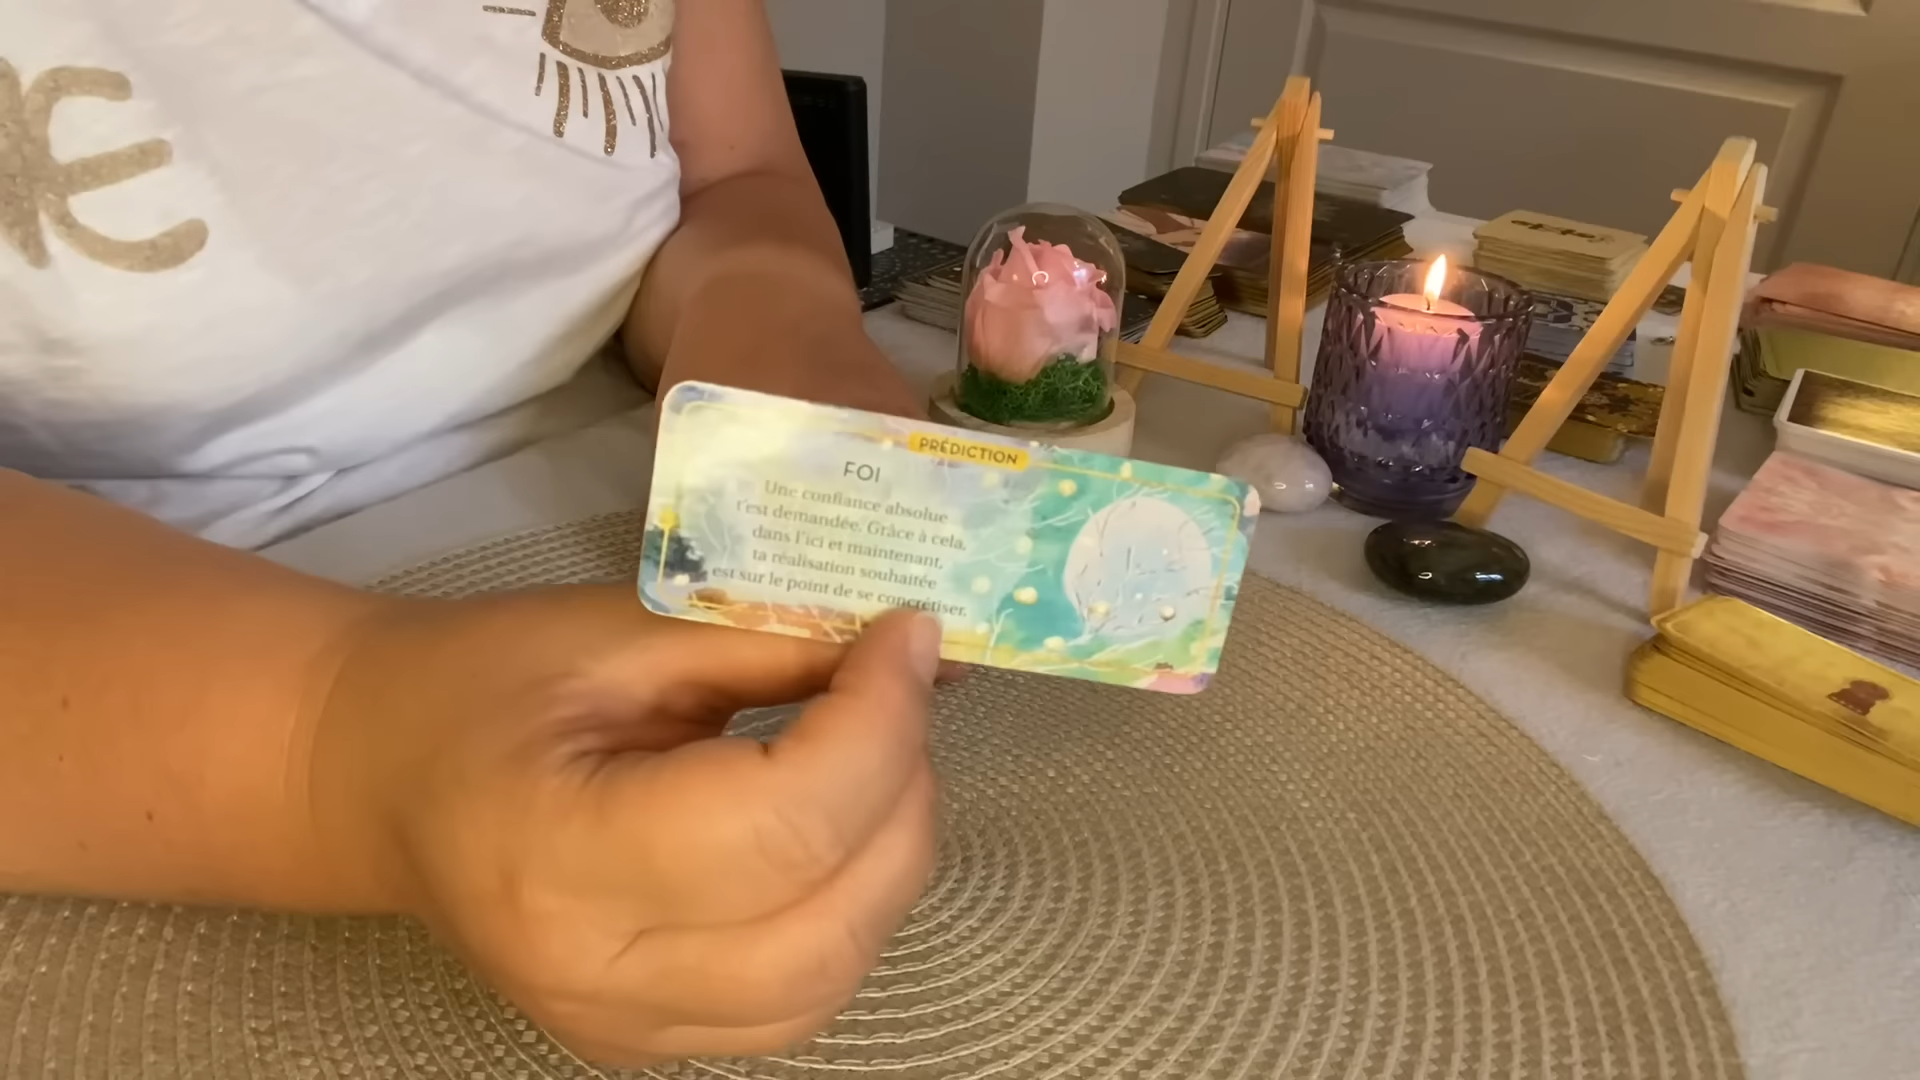 PRÉDICTION
FOI
Une confiance absolue
t'est demandée. Grâce à cela,
dans l'ici et maintenant,
ta réalisation souhaitée
est sur le point de se concrétiser.